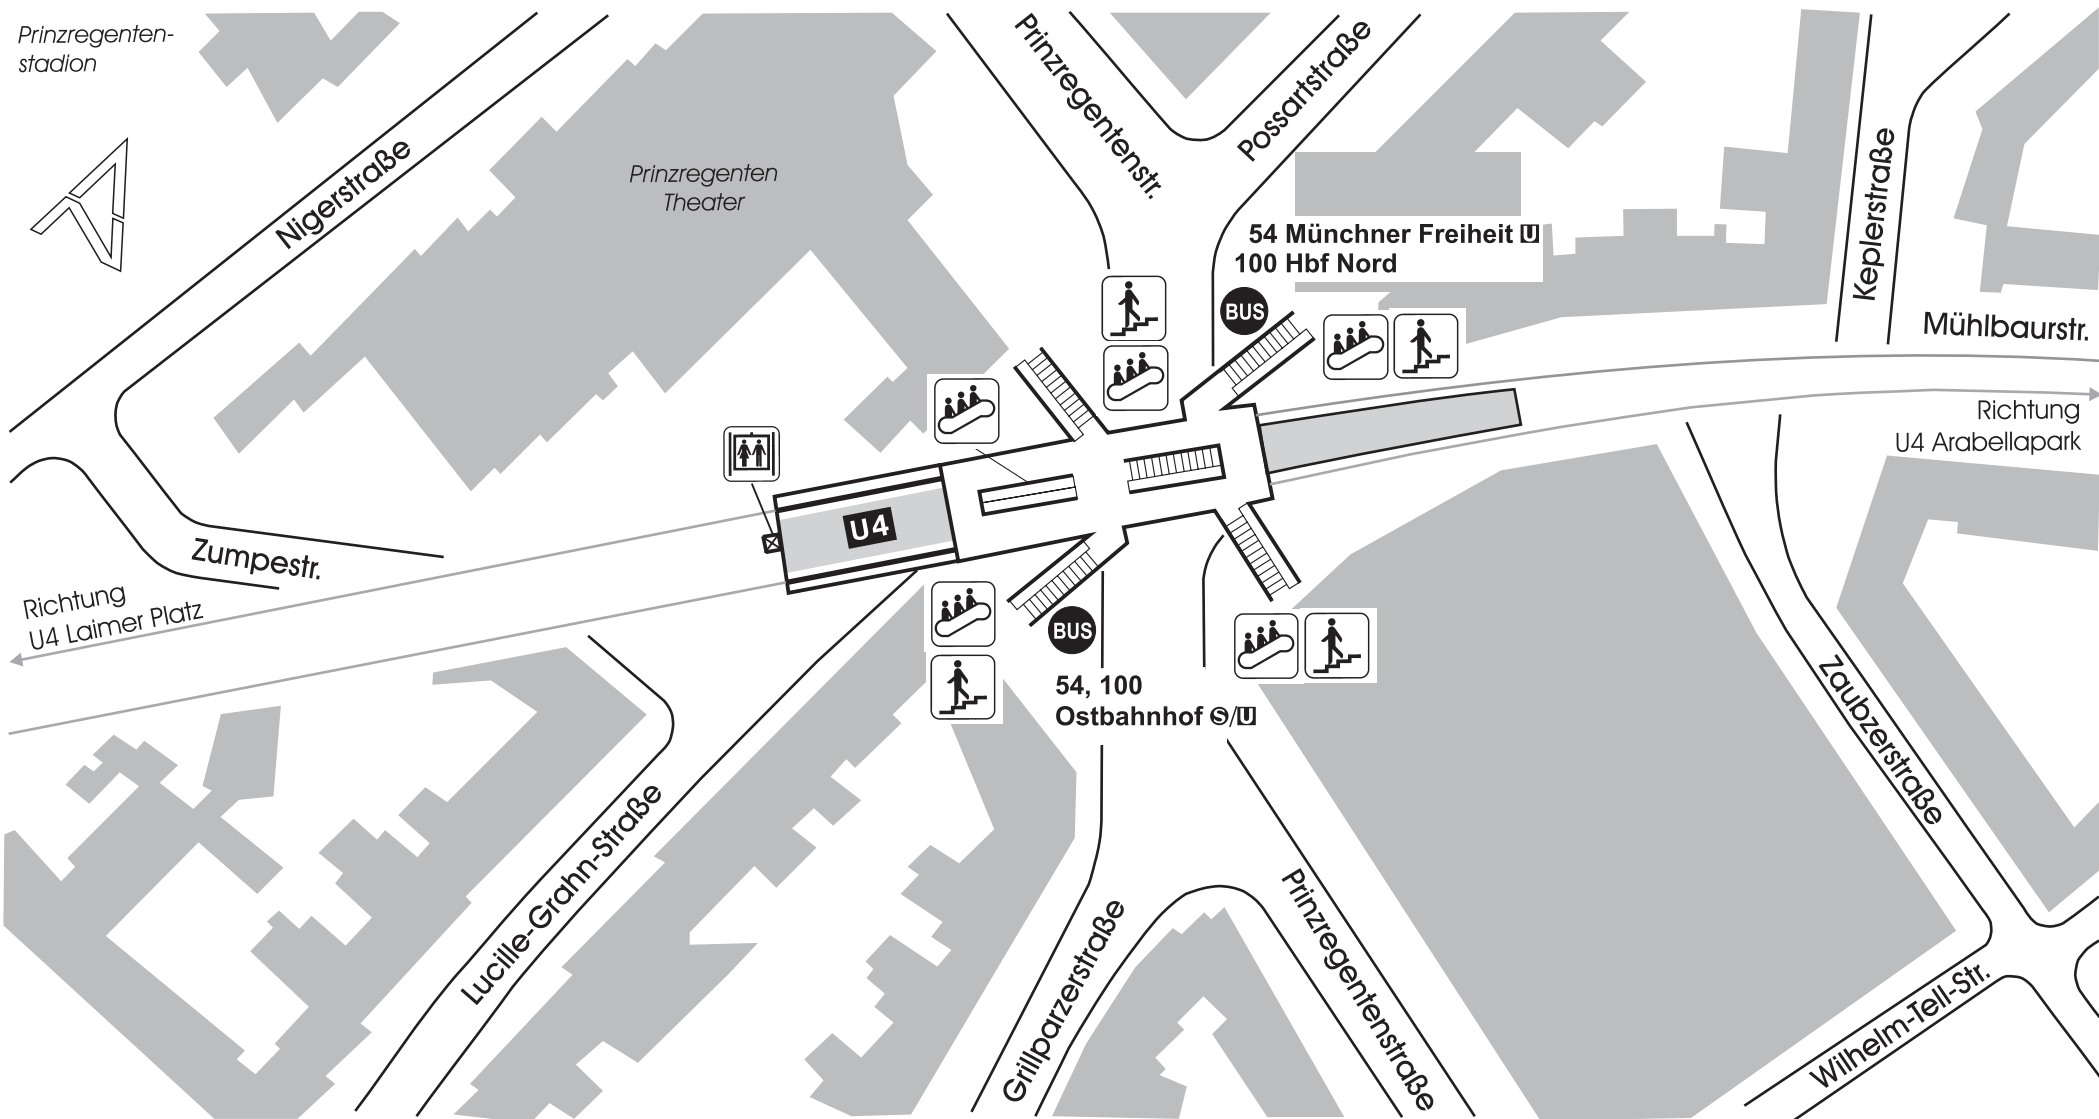 Prinzregenten-
stadion
Nigerstraße
Prinzregenten
Theater
Prinzregentenstr.
Possartstraße
Keplerstraße
54 Münchner Freiheit U
100 Hbf Nord
BUS
Mühlbaurstr.
Richtung
U4 Arabellapark
U4
Zumpestr.
Richtung
U4 Laimer Platz
BUS
54, 100
Ostbahnhof S/U
Zaubzerstraße
Lucille-Grahn-Straße
Grillparzerstraße
Prinzregentenstraße
Wilhelm-Tell-Str.